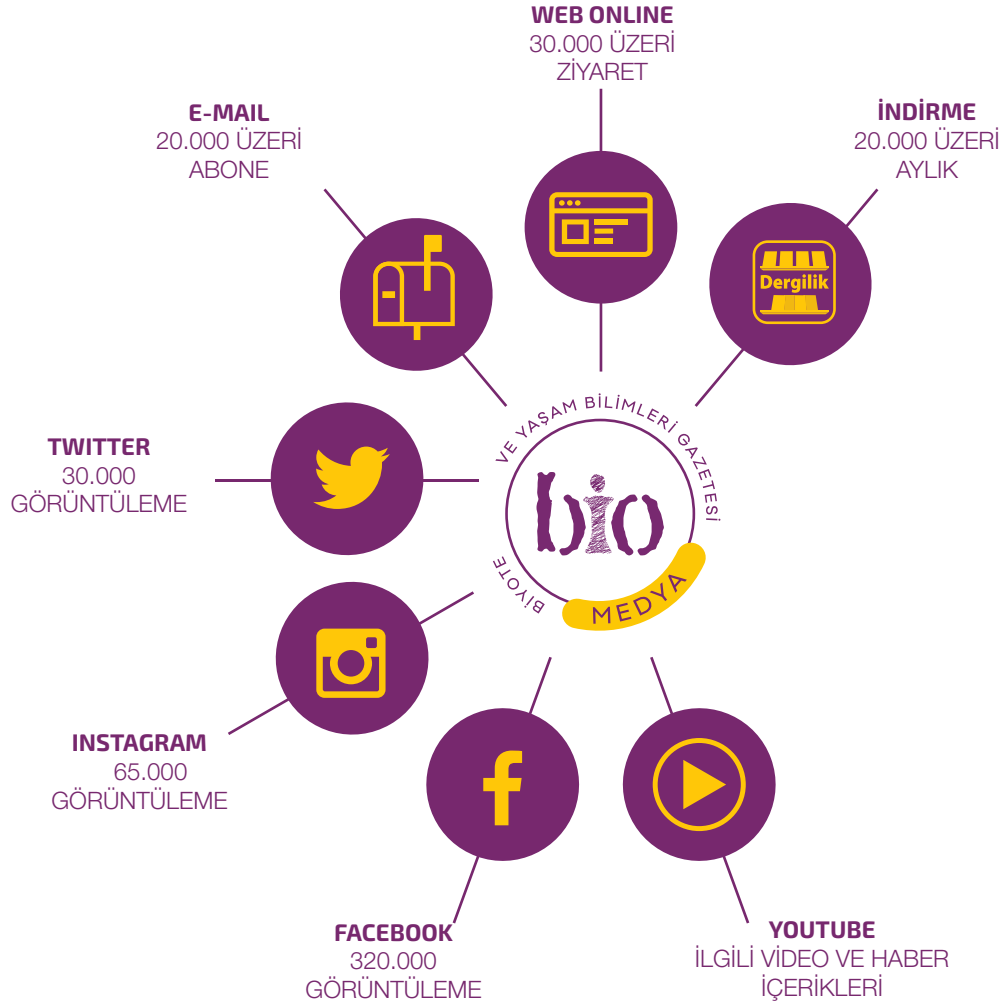 WEB ONLINE
30.000 ÜZERİ
ZİYARET
E-MAIL
20.000 ÜZERİ
ABONE
İNDİRME
20.000 ÜZERİ
AYLIK
Dergilik
TWITTER
30.000
GÖRÜNTÜLEME
BİYOTE
VE YAŞAM BİLİMLERİ GAZETESİ
bio
MEDYA
INSTAGRAM
65.000
GÖRÜNTÜLEME
FACEBOOK
320.000
GÖRÜNTÜLEME
YOUTUBE
İLGİLİ VİDEO VE HABER
İÇERİKLERİ